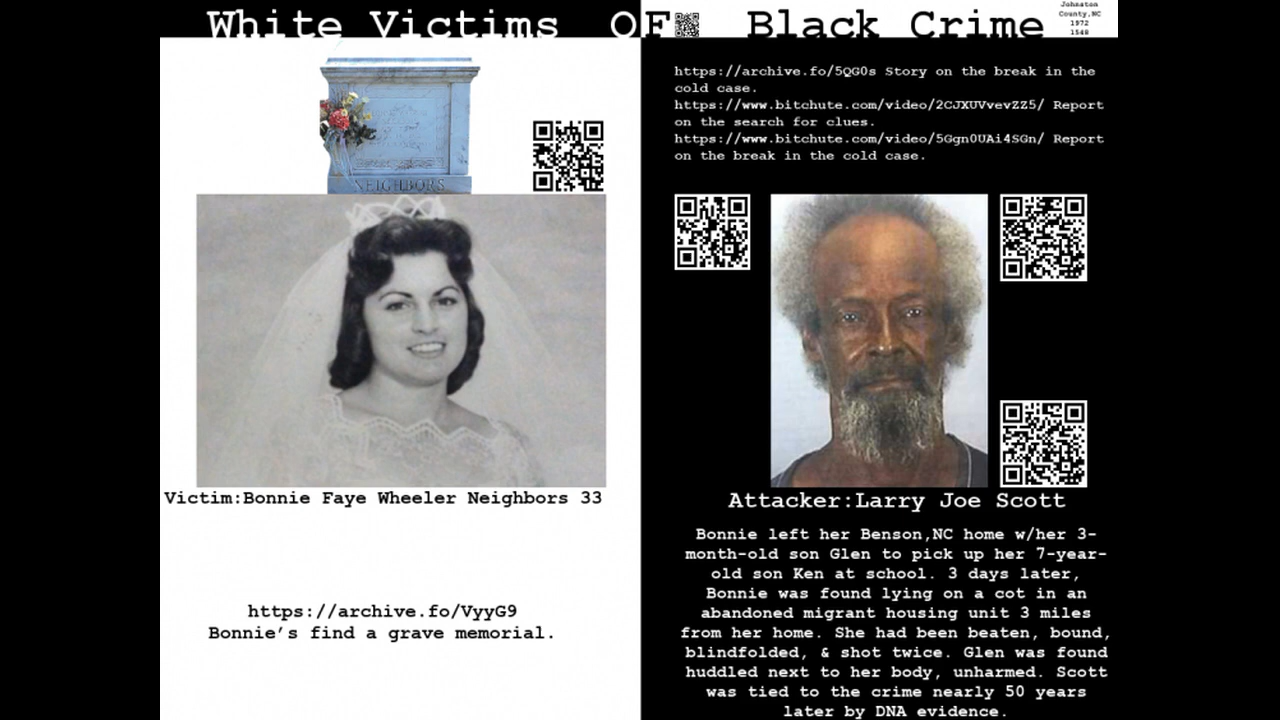 White Victims OF Black Crime
Johnston
County,NC
1972
1548
NEIGHBORS
Victim:Bonnie Faye Wheeler Neighbors 33
https://archive.fo/VyyG9
Bonnie's find a grave memorial.
https://archive.fo/5QG0s Story on the break in the
cold case.
https://www.bitchute.com/video/2CJXUVvevZZ5/ Report
on the search for clues.
https://www.bitchute.com/video/5Ggn0UAi4SGn/ Report
on the break in the cold case.
Attacker:Larry Joe Scott
Bonnie left her Benson,NC home w/her 3-
month-old son Glen to pick up her 7-year-
old son Ken at school. 3 days later,
Bonnie was found lying on a cot in an
abandoned migrant housing unit 3 miles
from her home. She had been beaten, bound,
blindfolded, & shot twice. Glen was found
huddled next to her body, unharmed. Scott
was tied to the crime nearly 50 years
later by DNA evidence.